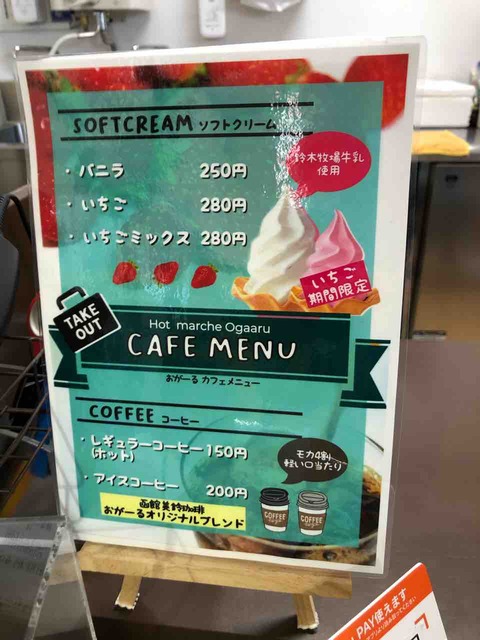 SOFTCREAM ソフトクリーム
鈴木牧場牛乳
使用
・バニラ 250円
・いちご 280円
・いちごミックス 280円
いちご
期間限定
TAKE
OUT
Hot marche Ogaaru
CAFE MENU
おがーる カフェメニュー
COFFEE コーヒー
・レギュラーコーヒー 150円
(ホット)
モカ4割
軽い口当たり
・アイスコーヒー 200円
函館美鈴珈琲
おがーるオリジナルブレンド
COFFEE
COFFEE
PAY使えます